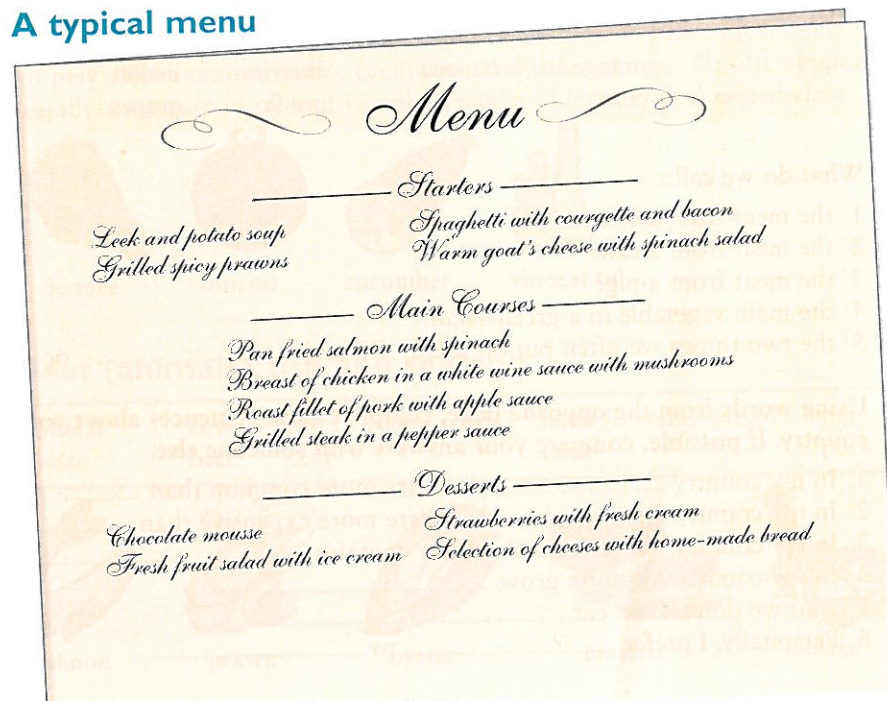 A typical menu
Menu
Starters
Leek and potato soup
Grilled spicy prawns
Spaghetti with courgette and bacon
Warm goat's cheese with spinach salad
Main Courses
Pan fried salmon with spinach
Breast of chicken in a white wine sauce with mushrooms
Roast fillet of pork with apple sauce
Grilled steak in a pepper sauce
Desserts
Chocolate mousse
Fresh fruit salad with ice cream
Strawberries with fresh cream
Selection of cheeses with home-made bread